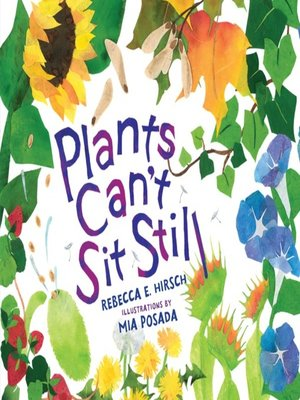 Plants
Can't
Sit Still
REBECCA E. HIRSCH
ILLUSTRATIONS BY
MIA POSADA